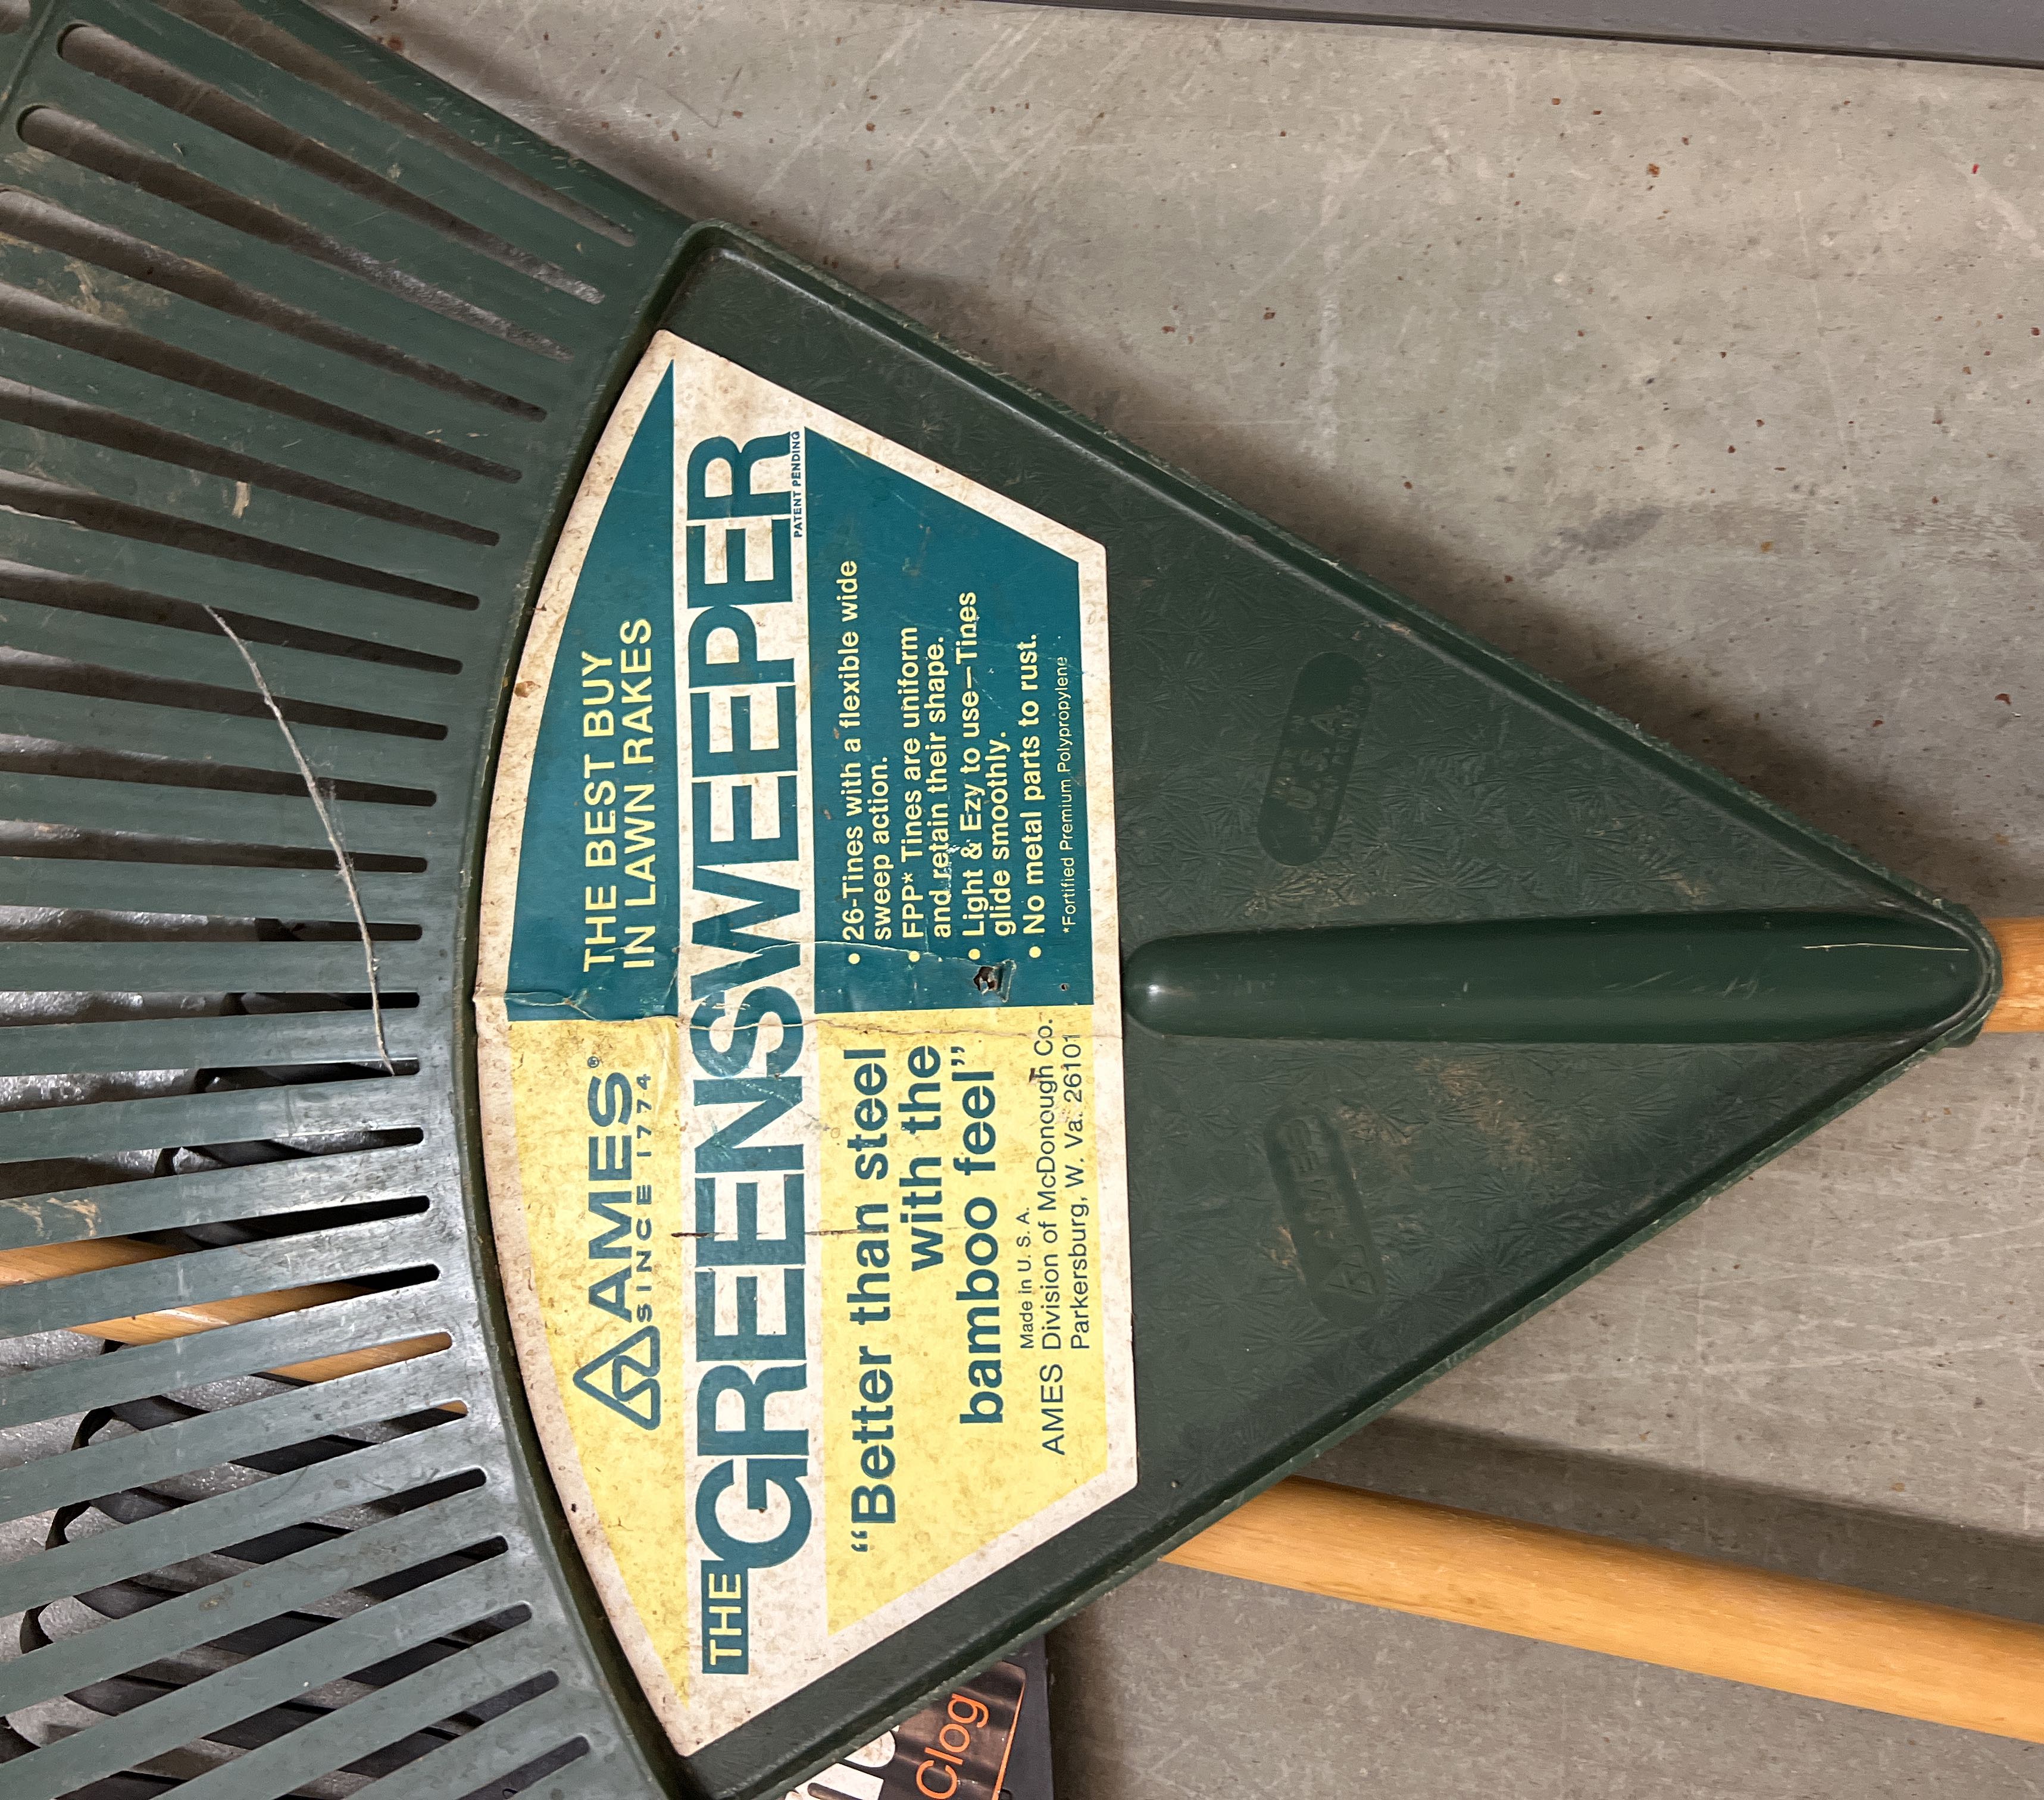 AMES®
SINCE 1774
THE BEST BUY
IN LAWN RAKES
THE GREENSWEEPER
PATENT PENDING
“Better than steel
with the
bamboo feel”
Made in U. S. A.
AMES Division of McDonough Co.
Parkersburg, W. Va. 26101
• 26-Tines with a flexible wide
sweep action.
• FPP* Tines are uniform
and retain their shape.
• Light & Ezy to use—Tines
glide smoothly.
• No metal parts to rust.
*Fortified Premium Polypropylene
AMES
U.S.A.
Clog